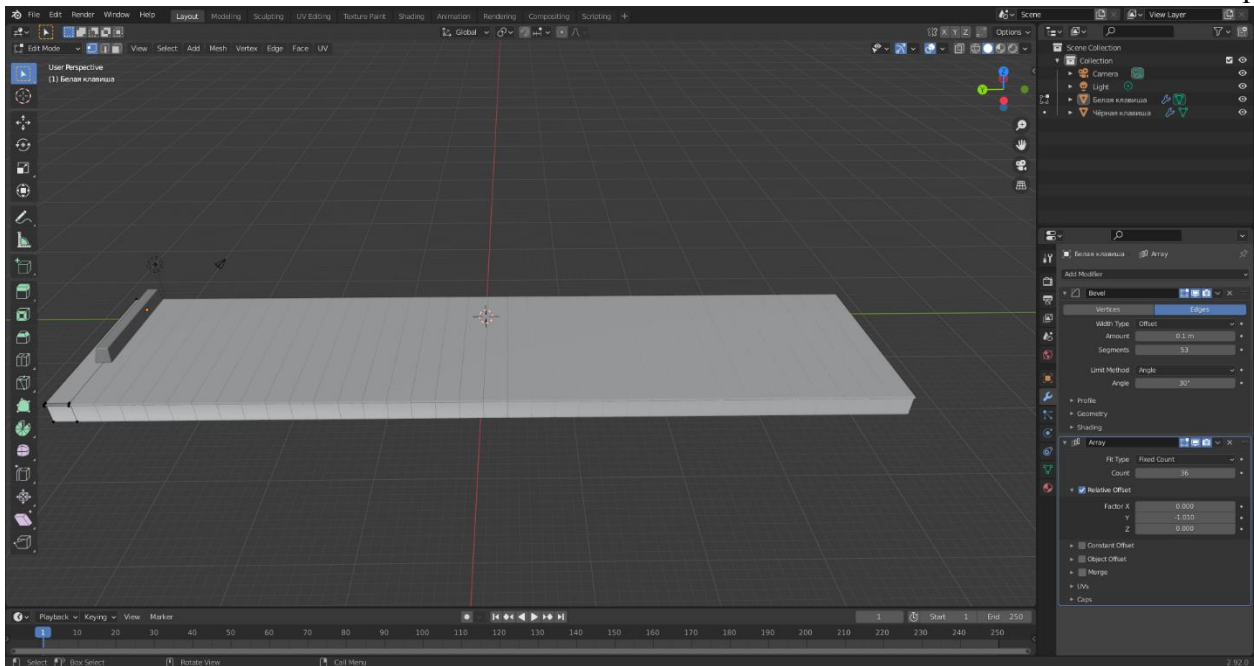 File Edit Render Window Help Layout Modeling Sculpting UV Editing Texture Paint Shading Animation Rendering Compositing Scripting + Scene View Layer
Global X Y Z Options
Edit Mode View Select Add Mesh Vertex Edge Face UV
User Perspective
(1) Белая клавиша
Z
Y
Scene Collection
Collection
Camera
Light
Белая клавиша
Чёрная клавиша
Белая клавиша Array
Add Modifier
Bevel
Vertices Edges
Width Type Offset
Amount 0.1 m
Segments 53
Limit Method Angle
Angle 30°
Profile
Geometry
Shading
Array
Fit Type Fixed Count
Count 36
Relative Offset
Factor X 0.000
Y -1.010
Z 0.000
Constant Offset
Object Offset
Merge
UVs
Caps
Playback Keying View Marker 1 Start 1 End 250
1 10 20 30 40 50 60 70 80 90 100 110 120 130 140 150 160 170 180 190 200 210 220 230 240 250
Select Box Select Rotate View Call Menu 2.92.0